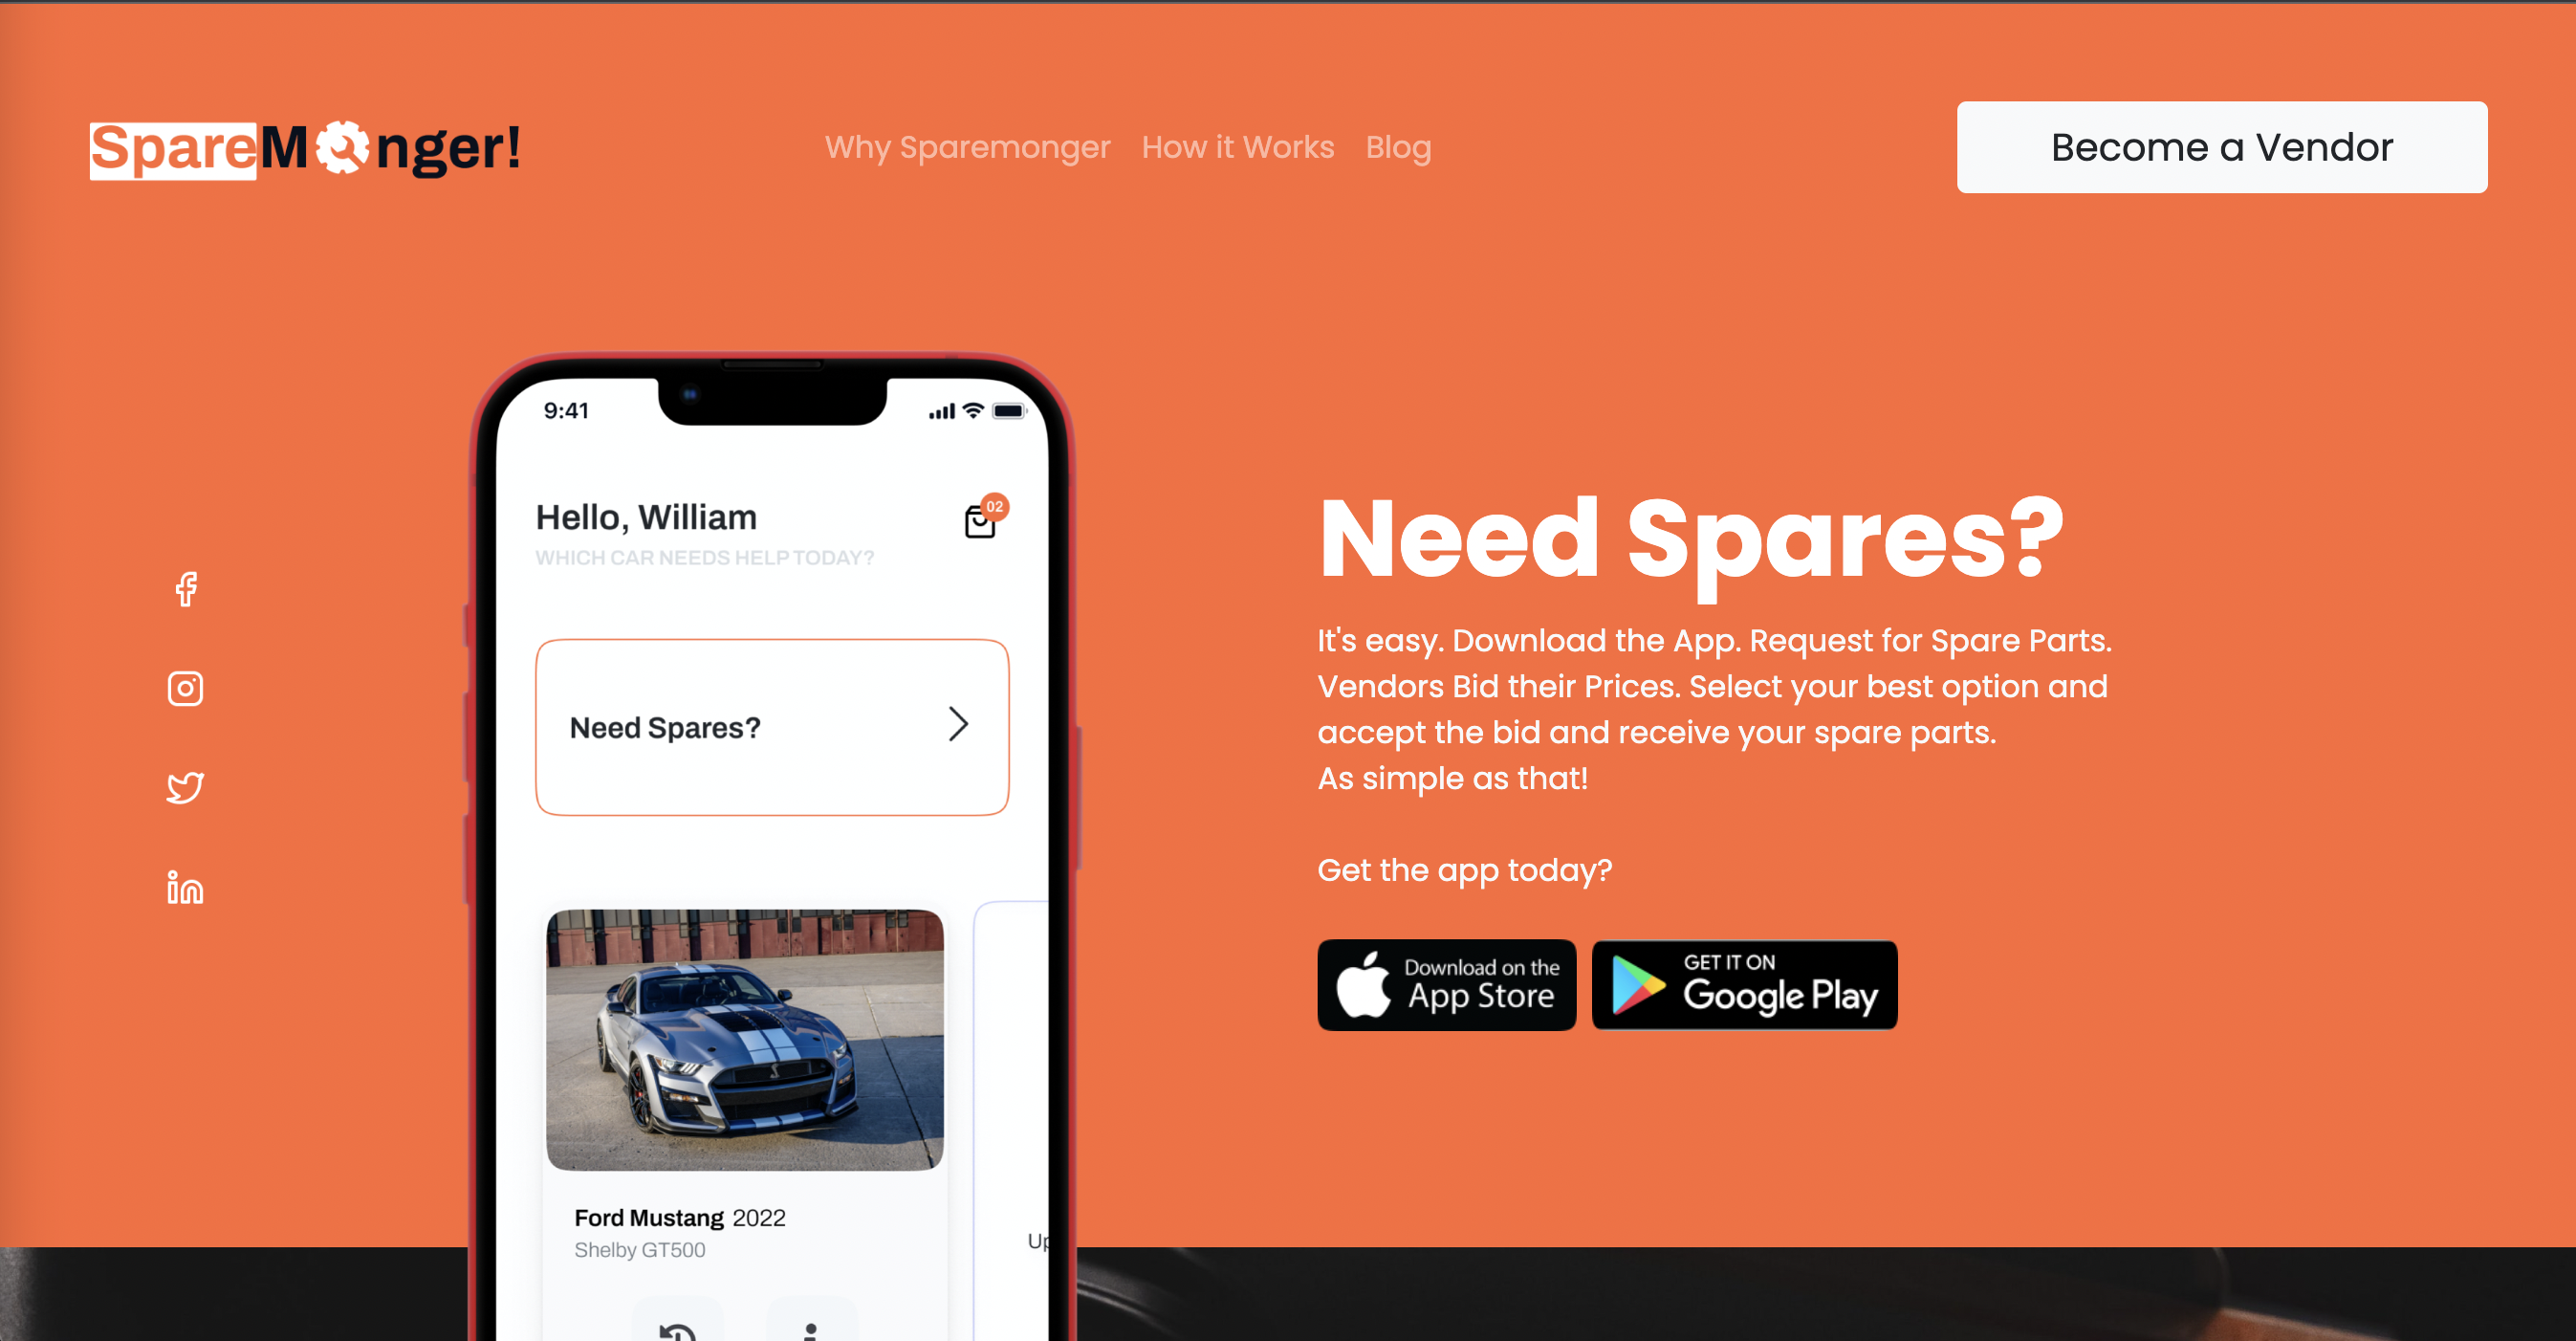 SpareMonger!
Why Sparemonger How it Works Blog
Become a Vendor
9:41
Hello, William
02
WHICH CAR NEEDS HELP TODAY?
Need Spares?
Ford Mustang 2022
Shelby GT500
Up
Need Spares?
It's easy. Download the App. Request for Spare Parts.
Vendors Bid their Prices. Select your best option and
accept the bid and receive your spare parts.
As simple as that!
Get the app today?
Download on the
App Store
GET IT ON
Google Play